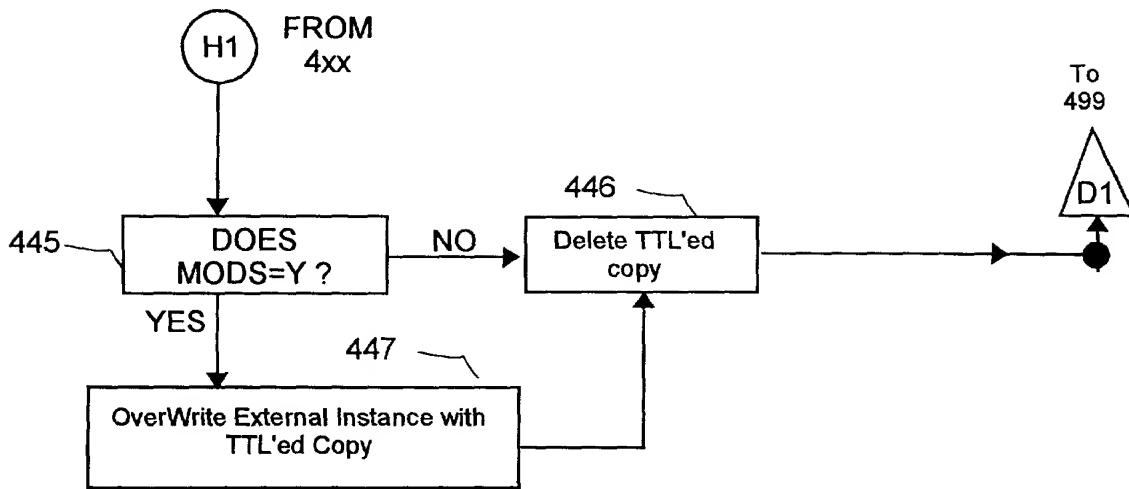 H1
FROM
4xx
To
499
D1
446
445
DOES
MODS=Y ?
NO
Delete TTL'ed
copy
YES
447
OverWrite External Instance with
TTL'ed Copy